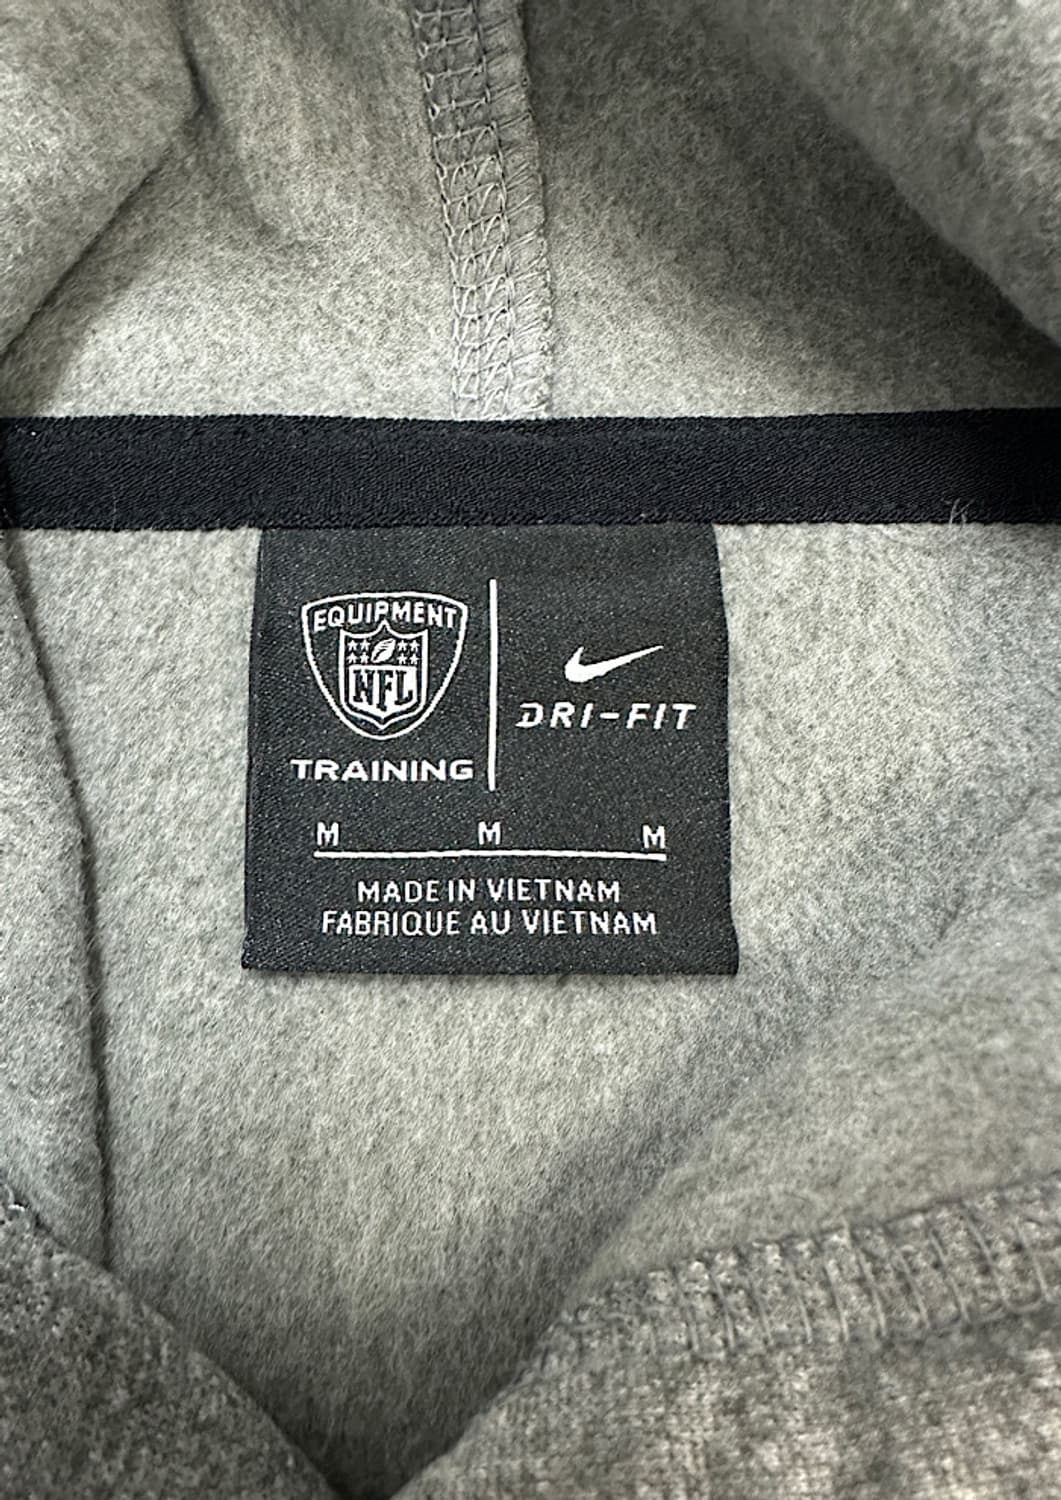 EQUIPMENT
NFL
TRAINING
DRI-FIT
M M M
MADE IN VIETNAM
FABRIQUE AU VIETNAM